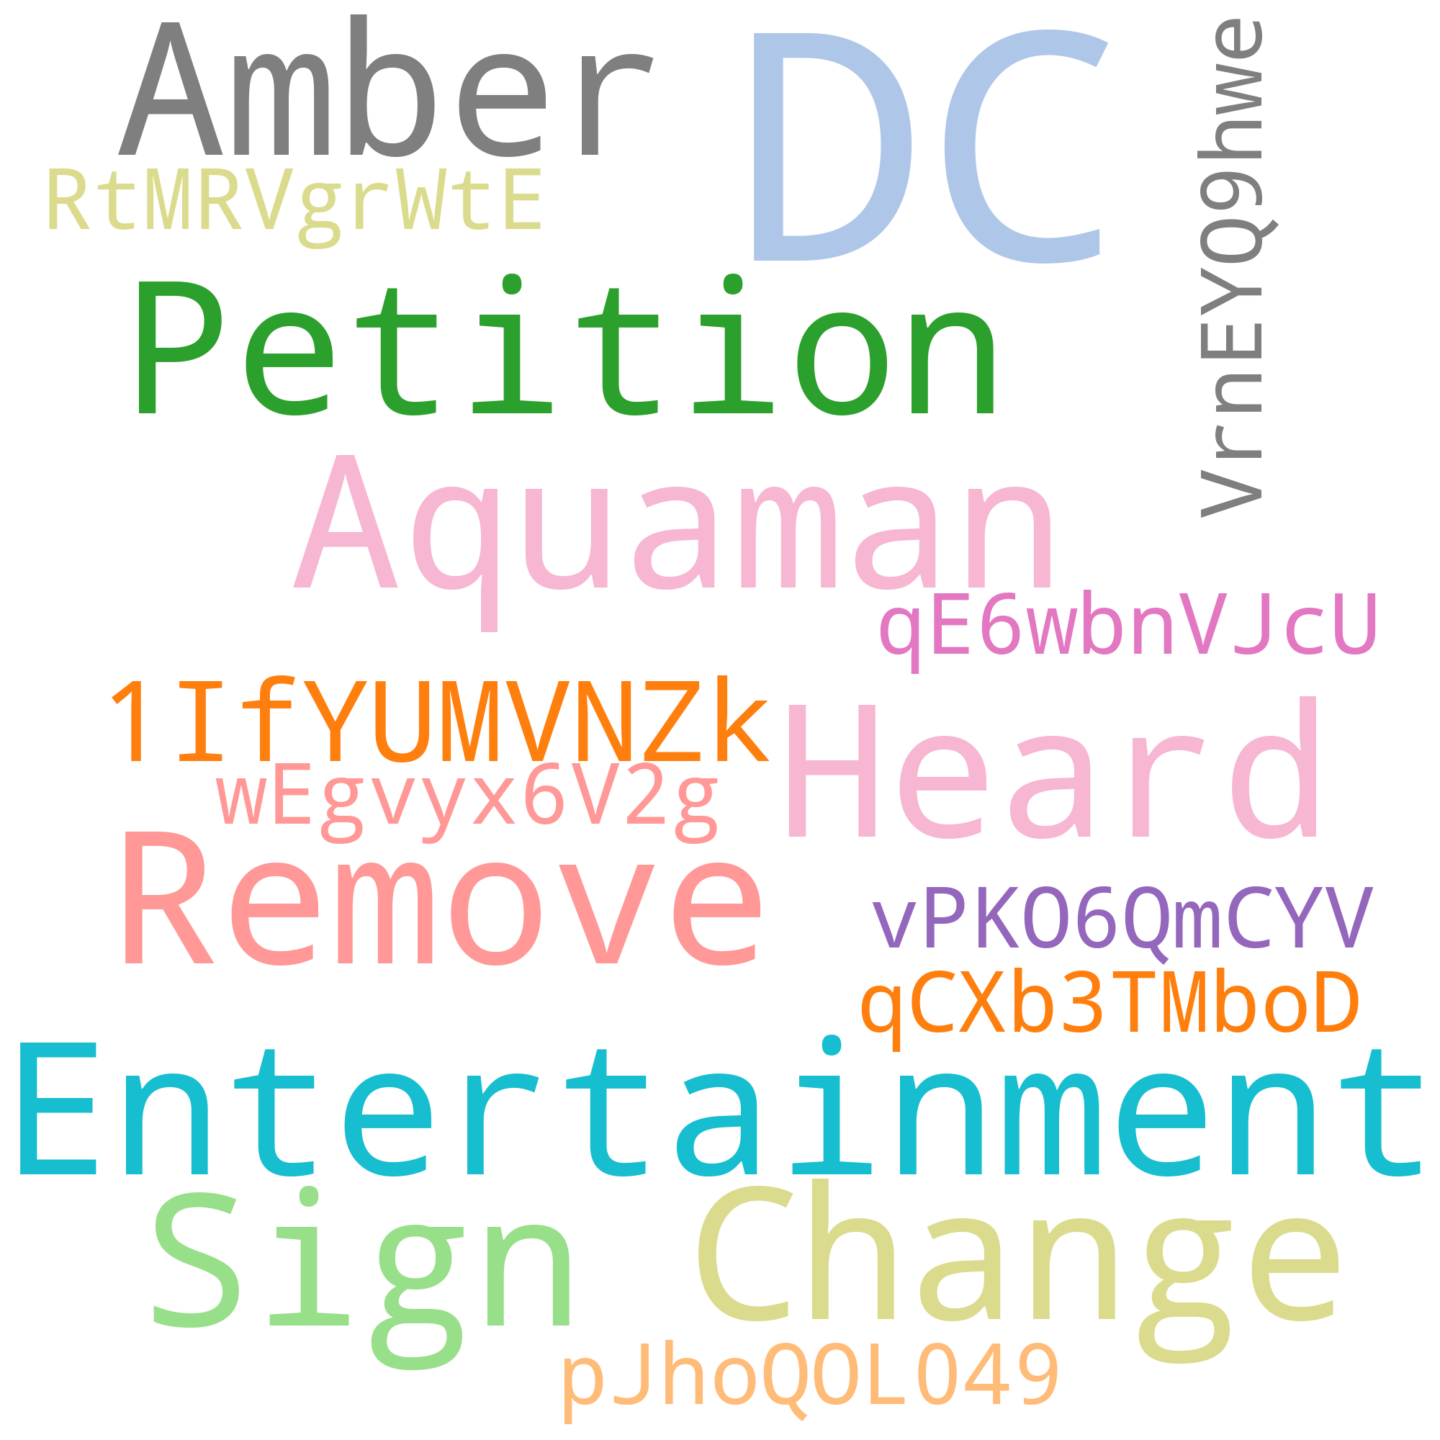 Amber
DC
VrnEYQ9hwe
RtMRVgrWtE
Petition
Aquaman
qE6wbnVJcU
1IfYUMVNZk
Heard
wEgvyx6V2g
Remove
vPKO6QmCYV
qCXb3TMboD
Entertainment
Sign
Change
pJhoQOL049